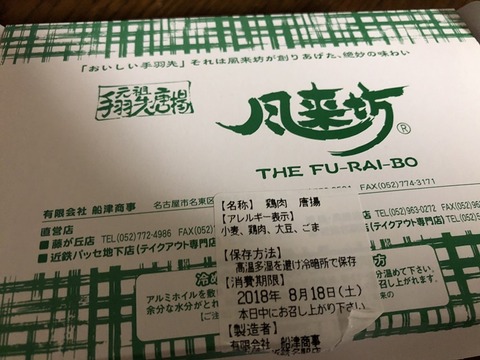 「おいしい手羽先」それは風来坊が創りあげた、絶妙の味わい
元祖
手羽先唐揚
風来坊®
THE FU-RAI-BO
FAX(052)774-3171
有限会社 船津商事
名古屋市名東区
直営店
■藤が丘店 TEL(052)772-4986
■近鉄パッセ地下店(テイクアウト専門店
(052)963-0272
FAX(052)
イクアウト専門店)
【名称】 鶏肉 唐揚
【アレルギー表示】
小麦、鶏肉、大豆、ごま
【保存方法】
高温多湿を避け冷暗所で保存
【消費期限】
2018年 8月18日(土)
本日中にお召し上がり下さい
【製造者】
有限会社 船津商事
アルミホイルを敷
余分な水分がとれ
方
分温めて下さい。
召し上がれます。